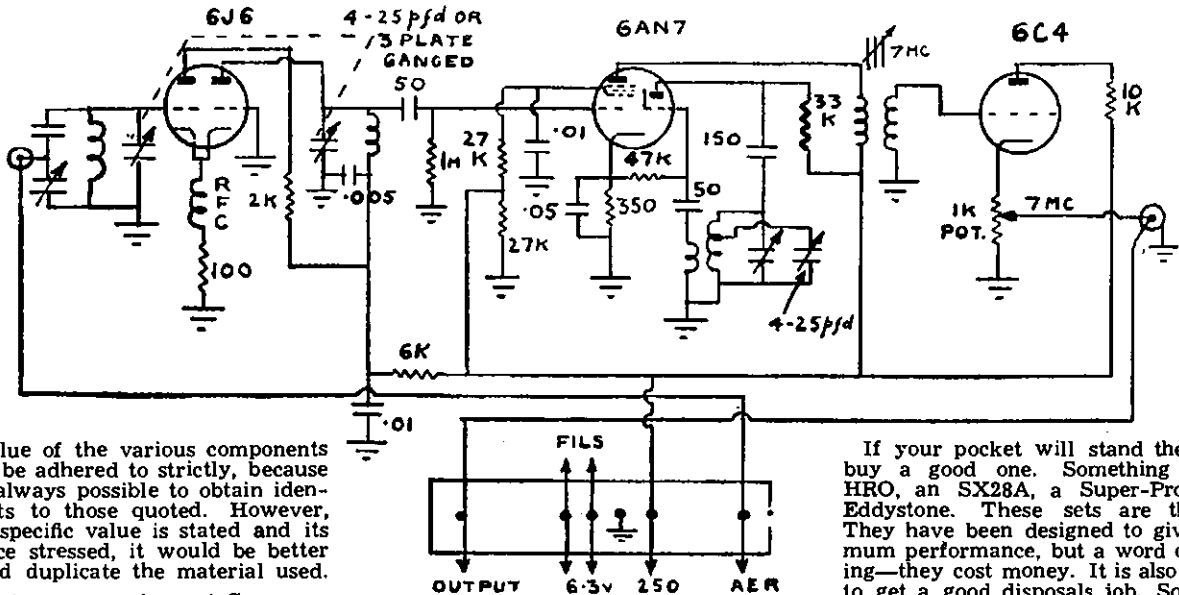 6J6
4-25pfd OR
3 PLATE
GANGED
6AN7
6C4
7MC
50
10
K
33
K
27
K
.01
150
1M
47K
RFC
2K
.005
.05
350
50
1K
POT.
7MC
27K
100
4-25pfd
6K
.01
FILS
OUTPUT
6.3v
250
AER
lue of the various components
be adhered to strictly, because
always possible to obtain iden-
ts to those quoted. However,
specific value is stated and its
ce stressed, it would be better
d duplicate the material used.
If your pocket will stand the
buy a good one. Something
HRO, an SX28A, a Super-Pro
Eddystone. These sets are th
They have been designed to giv
mum performance, but a word o
ing—they cost money. It is also
to get a good disposals job. So